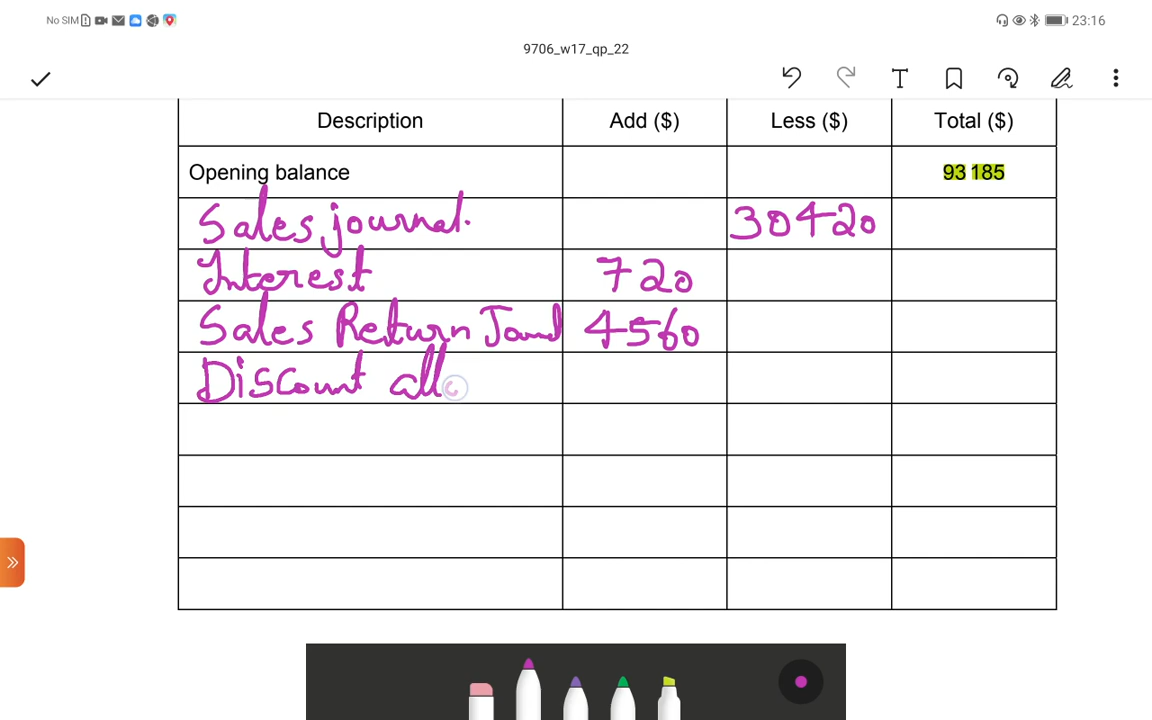 No SIM 23:16
9706_w17_qp_22
Description Add ($) Less ($) Total ($)
Opening balance 93 185
Sales journal. 30420
Interest 720
Sales Return 4560
Discount all